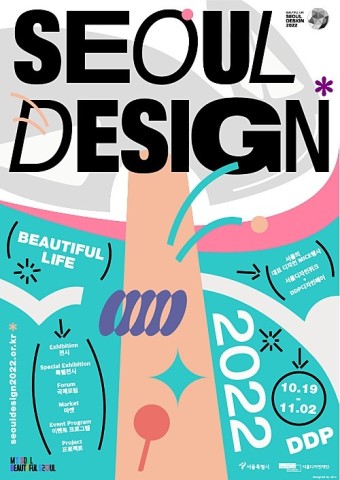 SEOUL
DESIGN
SEOUL
DESIGN
2022
BEAUTIFUL
LIFE
서울의
대표 디자인 MICE행사
서울디자인위크
+
DDP디자인페어
Exhibition
전시
Special Exhibition
특별전시
Forum
국제포럼
Market
마켓
Event Program
이벤트 프로그램
Project
프로젝트
seouldesign2022.or.kr
2022
10.19
~
11.02
DDP
MY SOUL
BEAUTIFUL SEOUL
서울특별시
서울디자인재단